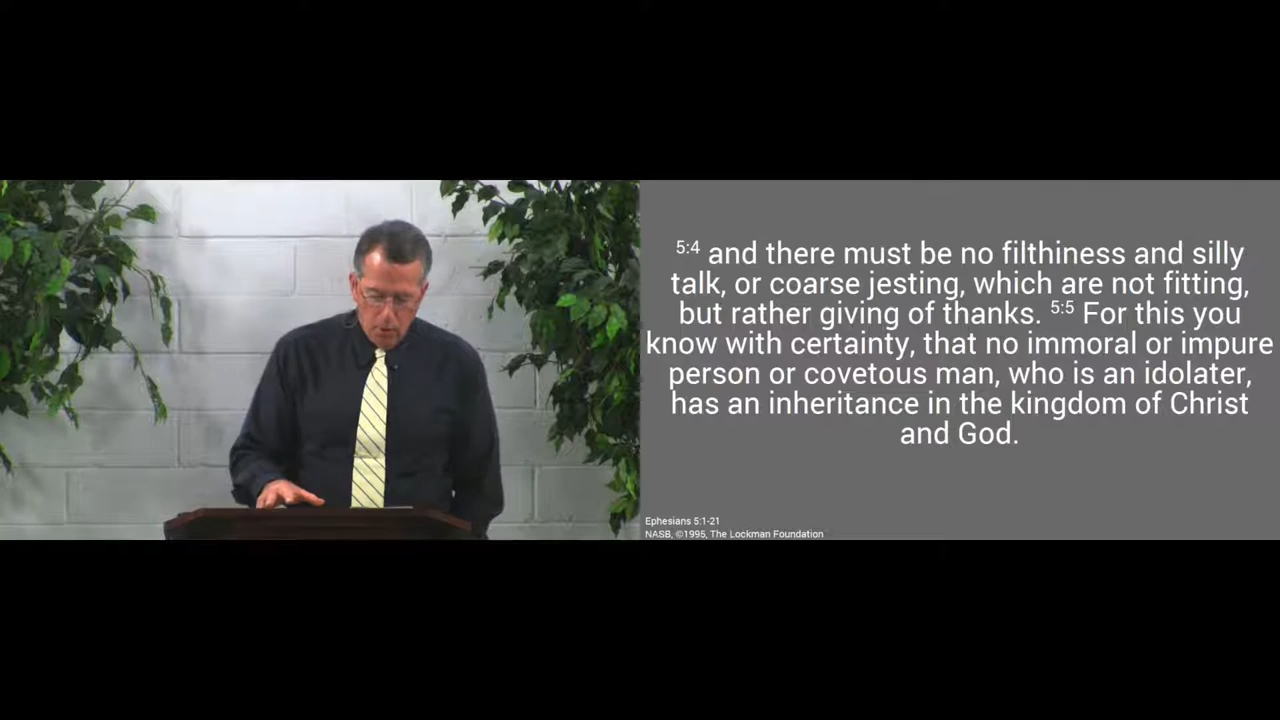 5:4 and there must be no filthiness and silly
talk, or coarse jesting, which are not fitting,
but rather giving of thanks. 5:5 For this you
know with certainty, that no immoral or impure
person or covetous man, who is an idolater,
has an inheritance in the kingdom of Christ
and God.
Ephesians 5:1-21
NASB, ©1995, The Lockman Foundation